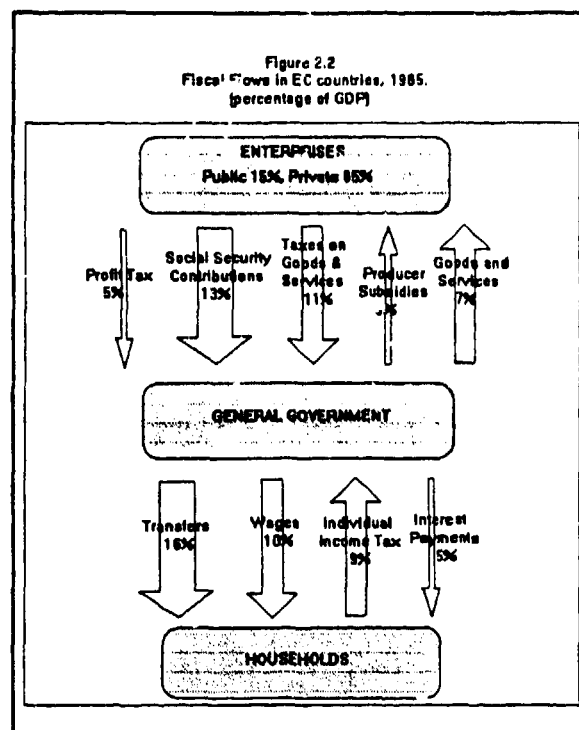 Figure 2.2
Fiscal Flows in EC countries, 1985.
(percentage of GDP)
ENTERPRISES
Public 15%, Private 85%
Profit Tax
5%
Social Security
Contributions
13%
Taxes on
Goods &
Services
11%
Producer
Subsidies
Goods and
Services
7%
GENERAL GOVERNMENT
Transfers
16%
Wages
10%
Individual
Income Tax
9%
Interest
Payments
5%
HOUSEHOLDS